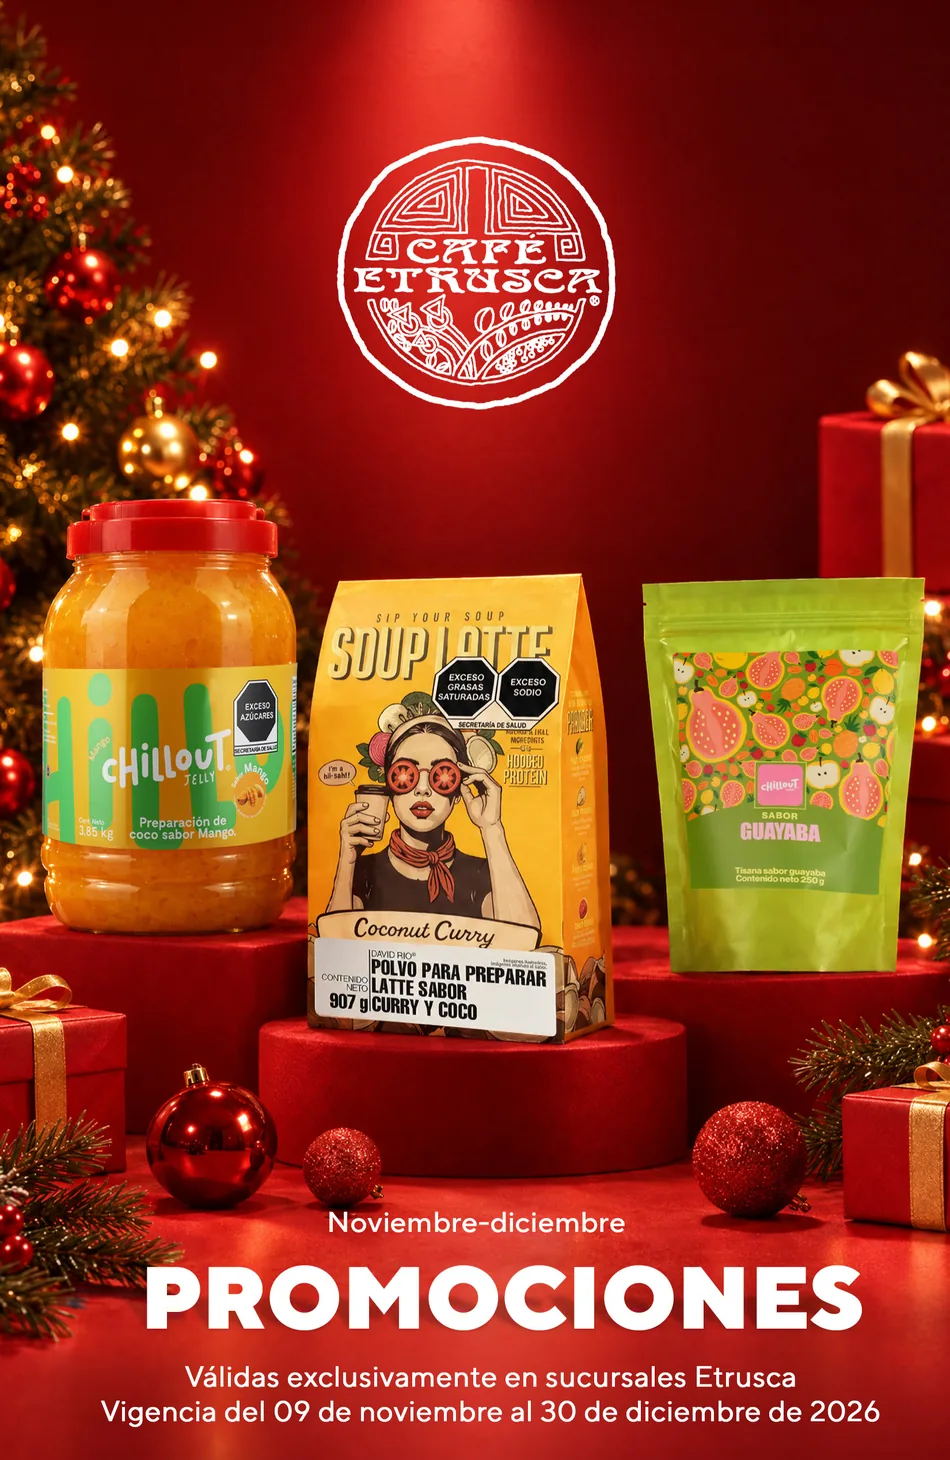 CAFÉ
ETRUSCA®
SIP YOUR SOUP
SOUP LATTE
EXCESO
GRASAS
SATURADAS
EXCESO
SODIO
SECRETARÍA DE SALUD
HOODOO
PROTEIN
I'm a
Coconut Curry
DAVID RIO®
CONTENIDO
NETO
907 g
POLVO PARA PREPARAR
LATTE SABOR
CURRY Y COCO
Mango
CHiLLOUT®
JELLY
EXCESO
AZÚCARES
SECRETARÍA DE SALUD
Sabor Mango
Cont. Neto
3.85 kg
Preparación de
coco sabor Mango.
CHiLLOUT
SABOR
GUAYABA
Tisana sabor guayaba
Contenido neto 250 g
Noviembre-diciembre
PROMOCIONES
Válidas exclusivamente en sucursales Etrusca
Vigencia del 09 de noviembre al 30 de diciembre de 2026